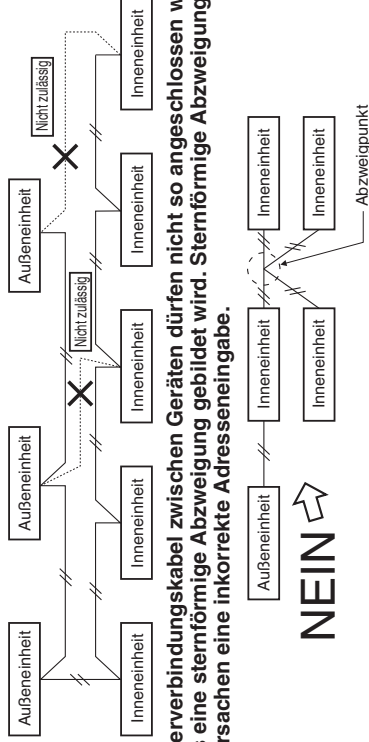 Außeneinheit
Außeneinheit
Außeneinheit
Nicht zulässig
Nicht zulässig
Inneneinheit
Inneneinheit
Inneneinheit
Inneneinheit
Inneneinheit
erverbindungskabel zwischen Geräten dürfen nicht so angeschlossen w
s eine sternförmige Abzweigung gebildet wird. Sternförmige Abzweigung
rsachen eine inkorrekte Adresseneingabe.
Außeneinheit
Inneneinheit
Inneneinheit
Inneneinheit
Inneneinheit
NEIN
Abzweigpunkt